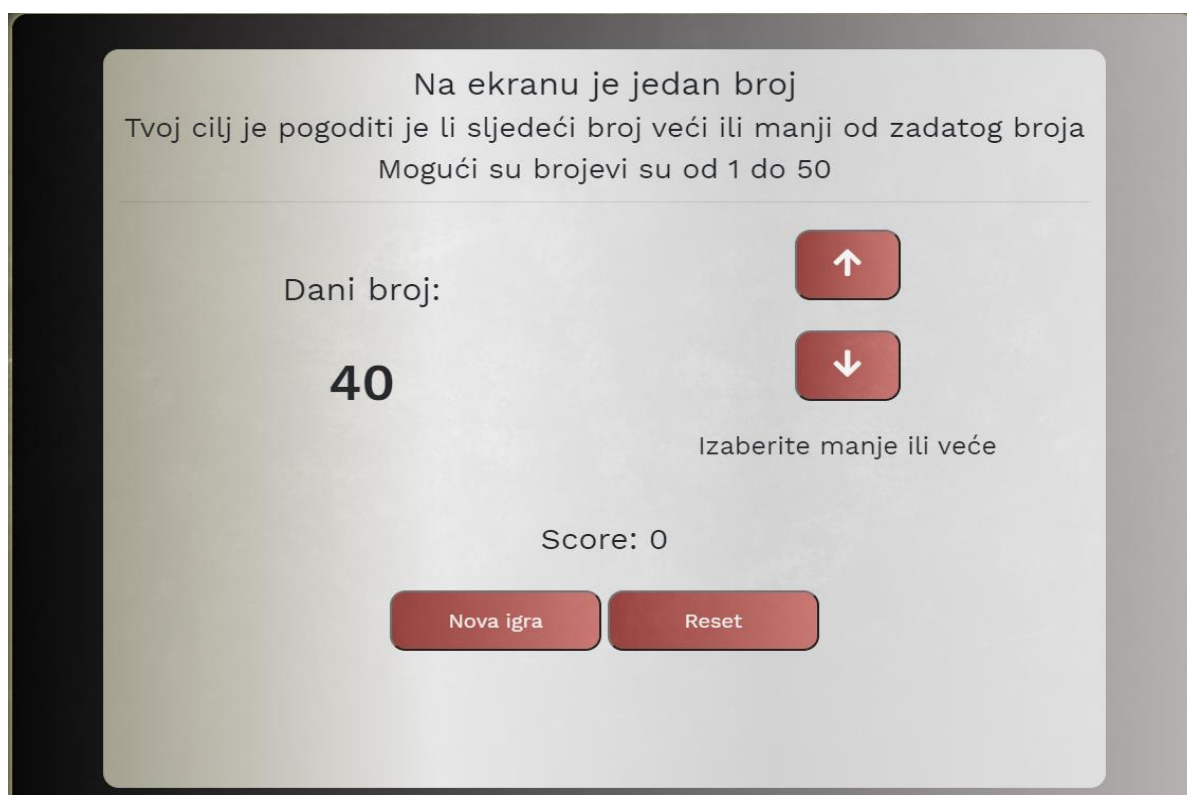 Na ekranu je jedan broj
Tvoj cilj je pogoditi je li sljedeći broj veći ili manji od zadatog broja
Mogući su brojevi su od 1 do 50
Dani broj:
40
Izaberite manje ili veće
Score: 0
Nova igra
Reset